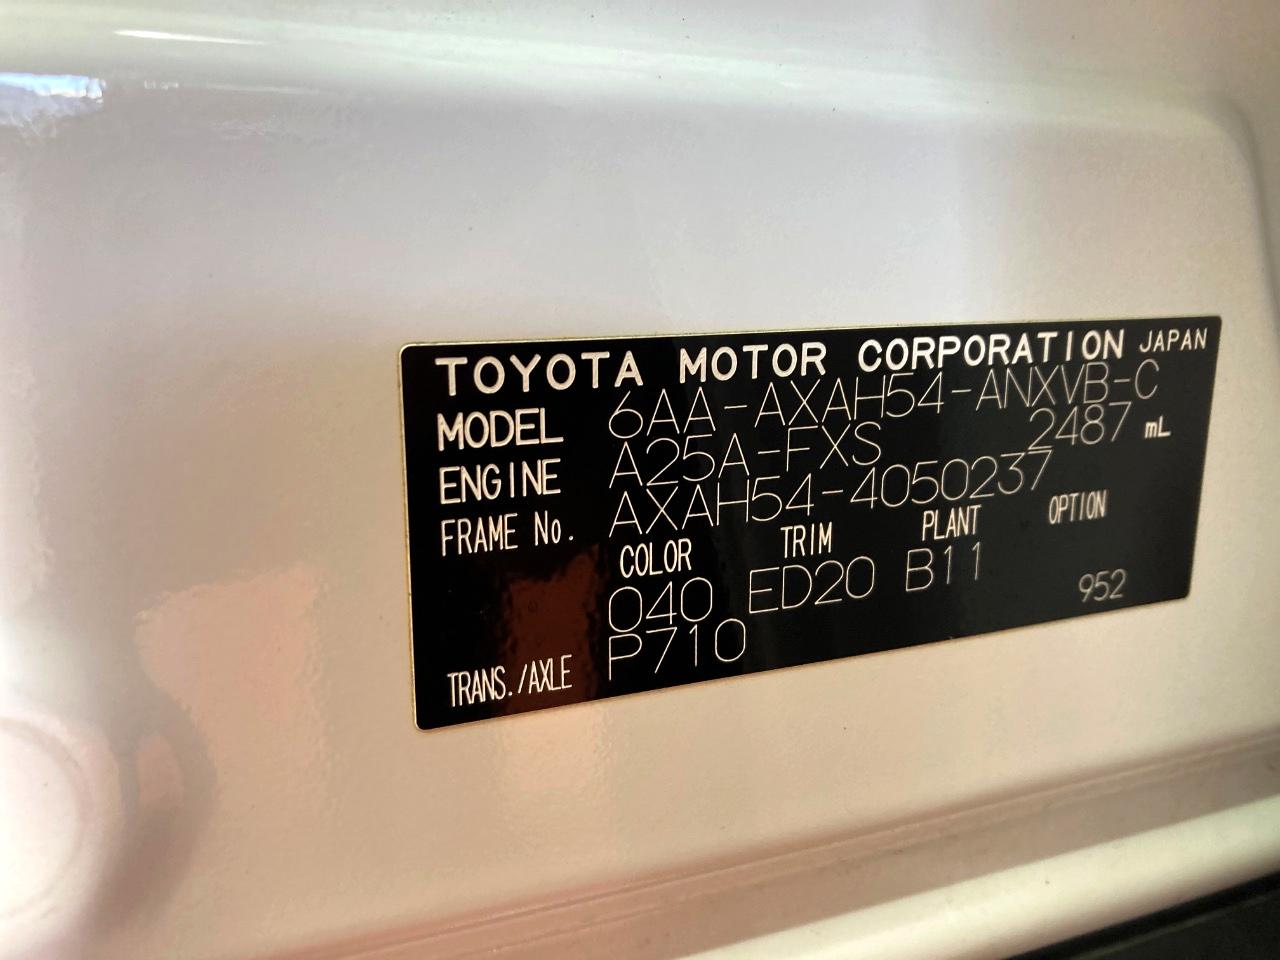 TOYOTA MOTOR CORPORATION JAPAN
MODEL 6AA-AXAH54-ANXVB-C
ENGINE A25A-FXS 2487 mL
FRAME No. AXAH54-4050237
COLOR TRIM PLANT OPTION
040 ED20 B11 952
TRANS./AXLE P710